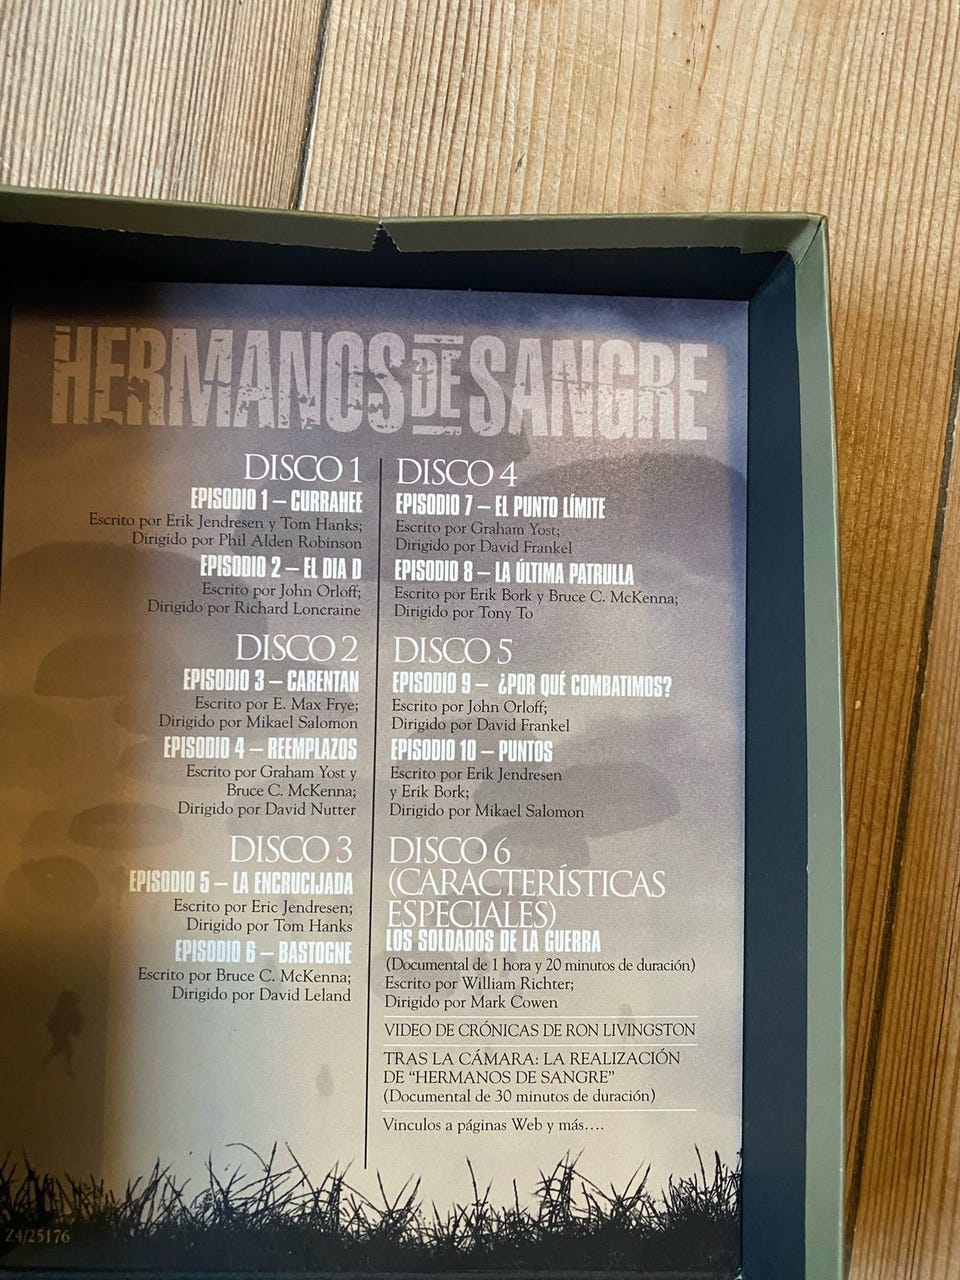 HERMANOS DE SANGRE
DISCO 1
EPISODIO 1 – CURRAHEE
Escrito por Erik Jendresen y Tom Hanks;
Dirigido por Phil Alden Robinson
EPISODIO 2 – EL DIA D
Escrito por John Orloff;
Dirigido por Richard Loncraine
DISCO 2
EPISODIO 3 – CARENTAN
Escrito por E. Max Frye;
Dirigido por Mikael Salomon
EPISODIO 4 – REEMPLAZOS
Escrito por Graham Yost y
Bruce C. McKenna;
Dirigido por David Nutter
DISCO 3
EPISODIO 5 – LA ENCRUCIJADA
Escrito por Eric Jendresen;
Dirigido por Tom Hanks
EPISODIO 6 – BASTOGNE
Escrito por Bruce C. McKenna;
Dirigido por David Leland
DISCO 4
EPISODIO 7 – EL PUNTO LÍMITE
Escrito por Graham Yost;
Dirigido por David Frankel
EPISODIO 8 – LA ÚLTIMA PATRULLA
Escrito por Erik Bork y Bruce C. McKenna;
Dirigido por Tony To
DISCO 5
EPISODIO 9 – ¿POR QUÉ COMBATIMOS?
Escrito por John Orloff;
Dirigido por David Frankel
EPISODIO 10 – PUNTOS
Escrito por Erik Jendresen
y Erik Bork;
Dirigido por Mikael Salomon
DISCO 6
(CARACTERÍSTICAS
ESPECIALES)
LOS SOLDADOS DE LA GUERRA
(Documental de 1 hora y 20 minutos de duración)
Escrito por William Richter;
Dirigido por Mark Cowen
VIDEO DE CRÓNICAS DE RON LIVINGSTON
TRAS LA CÁMARA: LA REALIZACIÓN
DE “HERMANOS DE SANGRE”
(Documental de 30 minutos de duración)
Vinculos a páginas Web y más....
Z4/25176